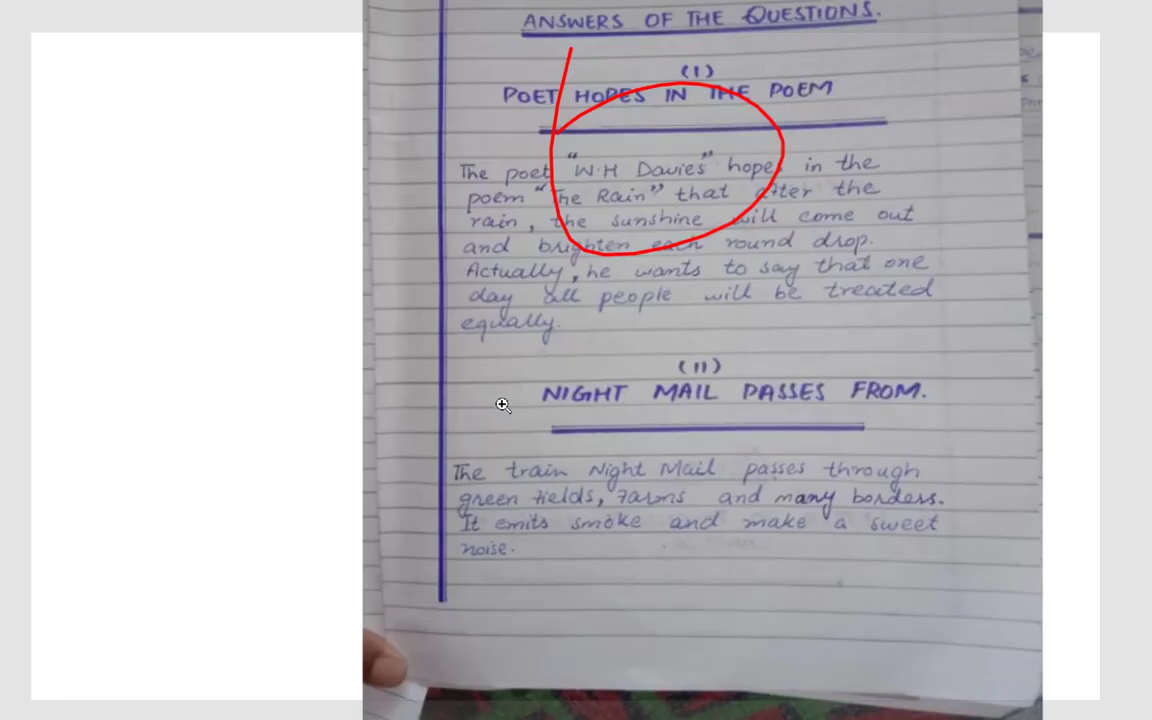 ANSWERS OF THE QUESTIONS.
(I)
POET HOPES IN THE POEM
The poet "W.H Davies" hopes in the
poem "The Rain" that after the
rain, the sunshine will come out
and brighten each round drop.
Actually, he wants to say that one
day all people will be treated
equally.
(II)
NIGHT MAIL PASSES FROM.
The train Night Mail passes through
green fields, farms and many borders.
It emits smoke and make a sweet
noise.